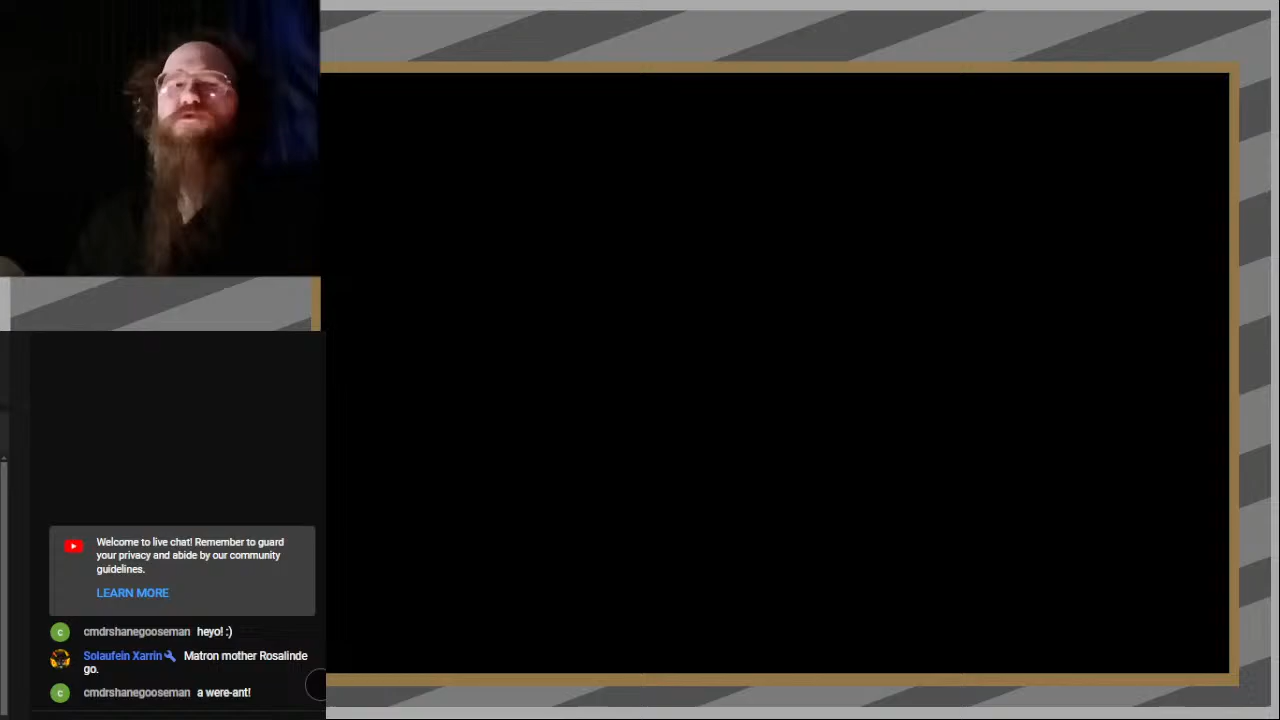 Welcome to live chat! Remember to guard
your privacy and abide by our community
guidelines.
LEARN MORE
c cmdrshanegooseman heyo! :)
Solaufein Xarrin Matron mother Rosalinde
go.
c cmdrshanegooseman a were-ant!